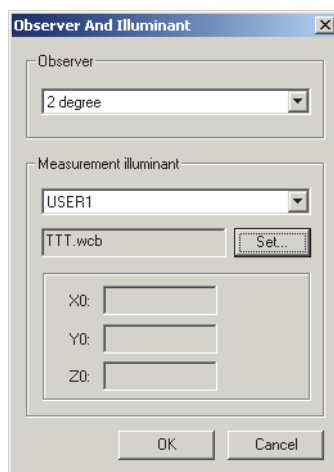 Observer And Illuminant
Observer
2 degree
Measurement illuminant
USER1
TTT.wcb
Set...
X0:
Y0:
Z0:
OK
Cancel